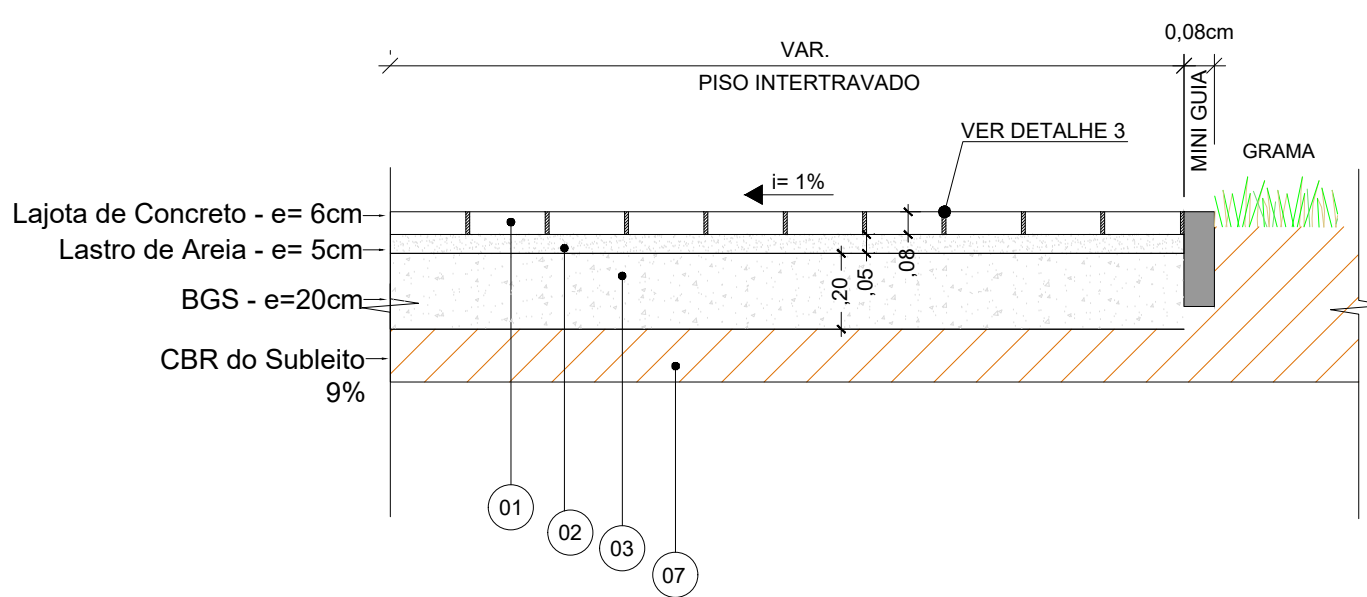 0,08cm
VAR.
PISO INTERTRAVADO
MINI GUIA
VER DETALHE 3
GRAMA
i= 1%
Lajota de Concreto - e= 6cm
Lastro de Areia - e= 5cm
,08
,05
,20
BGS - e=20cm
CBR do Subleito
9%
01
02
03
07